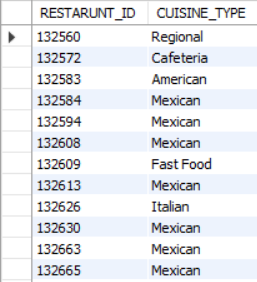 RESTARUNT_ID CUISINE_TYPE
132560 Regional
132572 Cafeteria
132583 American
132584 Mexican
132594 Mexican
132608 Mexican
132609 Fast Food
132613 Mexican
132626 Italian
132630 Mexican
132663 Mexican
132665 Mexican